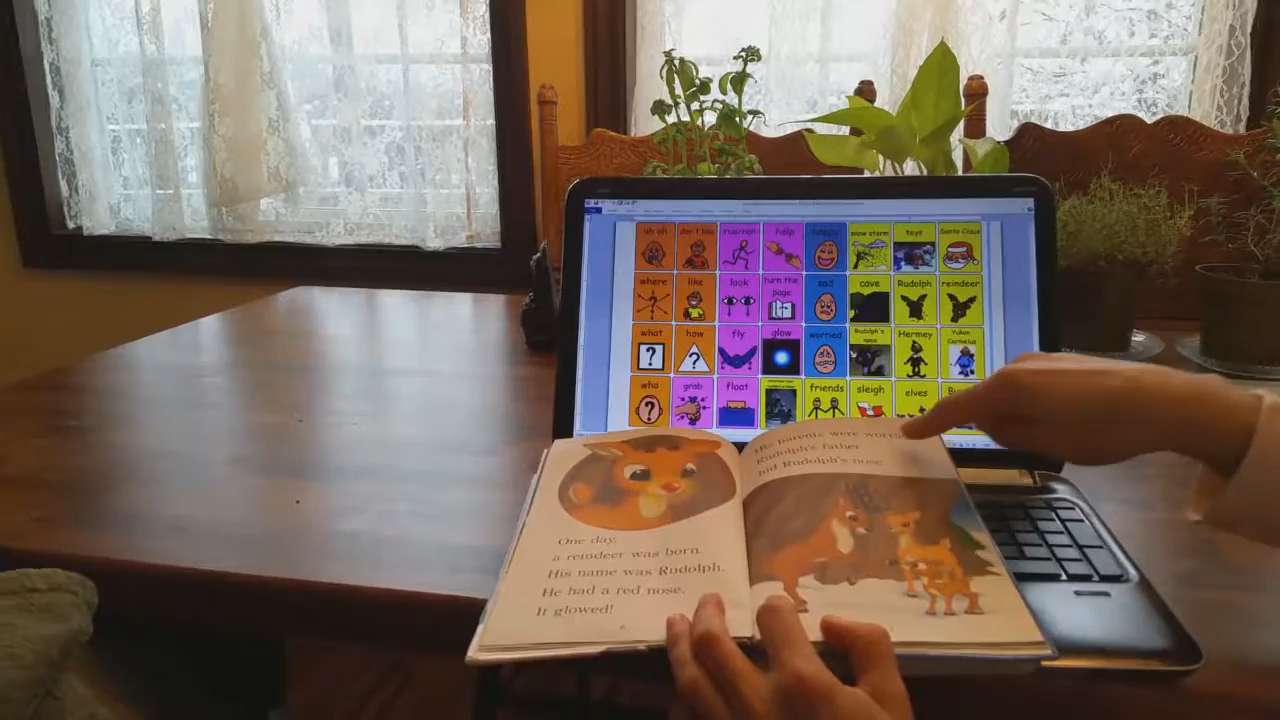 uh oh
don't like
run/ran
help
happy
snow storm
toys
Santa Claus
where
like
look
turn the
page
sad
cave
Rudolph
reindeer
what
how
fly
glow
worried
Rudolph's
nose
Hermey
Yukon
Cornelius
who
grab
float
friends
sleigh
elves
His parents were worried
Rudolph's father
hid Rudolph's nose
One day,
a reindeer was born.
His name was Rudolph.
He had a red nose.
It glowed!